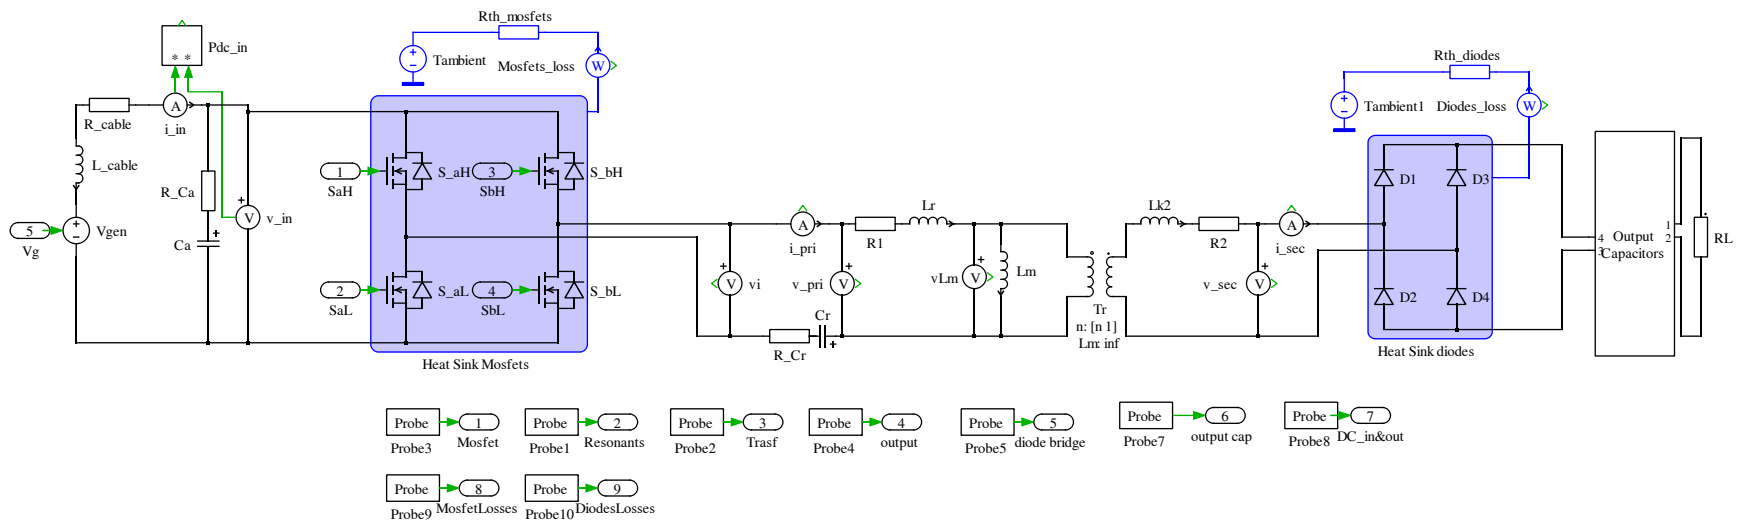 Rth_mosfets
Pdc_in
* *
Tambient
Mosfets_loss
W
Rth_diodes
Tambient1
Diodes_loss
W
R_cable
A
i_in
L_cable
R_Ca
Ca
V
v_in
5
Vg
Vgen
1
SaH
S_aH
3
SbH
S_bH
2
SaL
S_aL
4
SbL
S_bL
Heat Sink Mosfets
V
vi
A
i_pri
V
v_pri
R1
Lr
R_Cr
Cr
vLm
V
Lm
Tr
n: [n 1]
Lm: inf
Lk2
R2
A
i_sec
V
v_sec
D1
D3
D2
D4
Heat Sink diodes
4
3
Output
Capacitors
1
2
RL
Probe
1
Probe3
Mosfet
Probe
2
Probe1
Resonants
Probe
3
Probe2
Trasf
Probe
4
Probe4
output
Probe
5
Probe5
diode bridge
Probe
6
Probe7
output cap
Probe
7
Probe8
DC_in&out
Probe
8
Probe9
MosfetLosses
Probe
9
Probe10
DiodesLosses